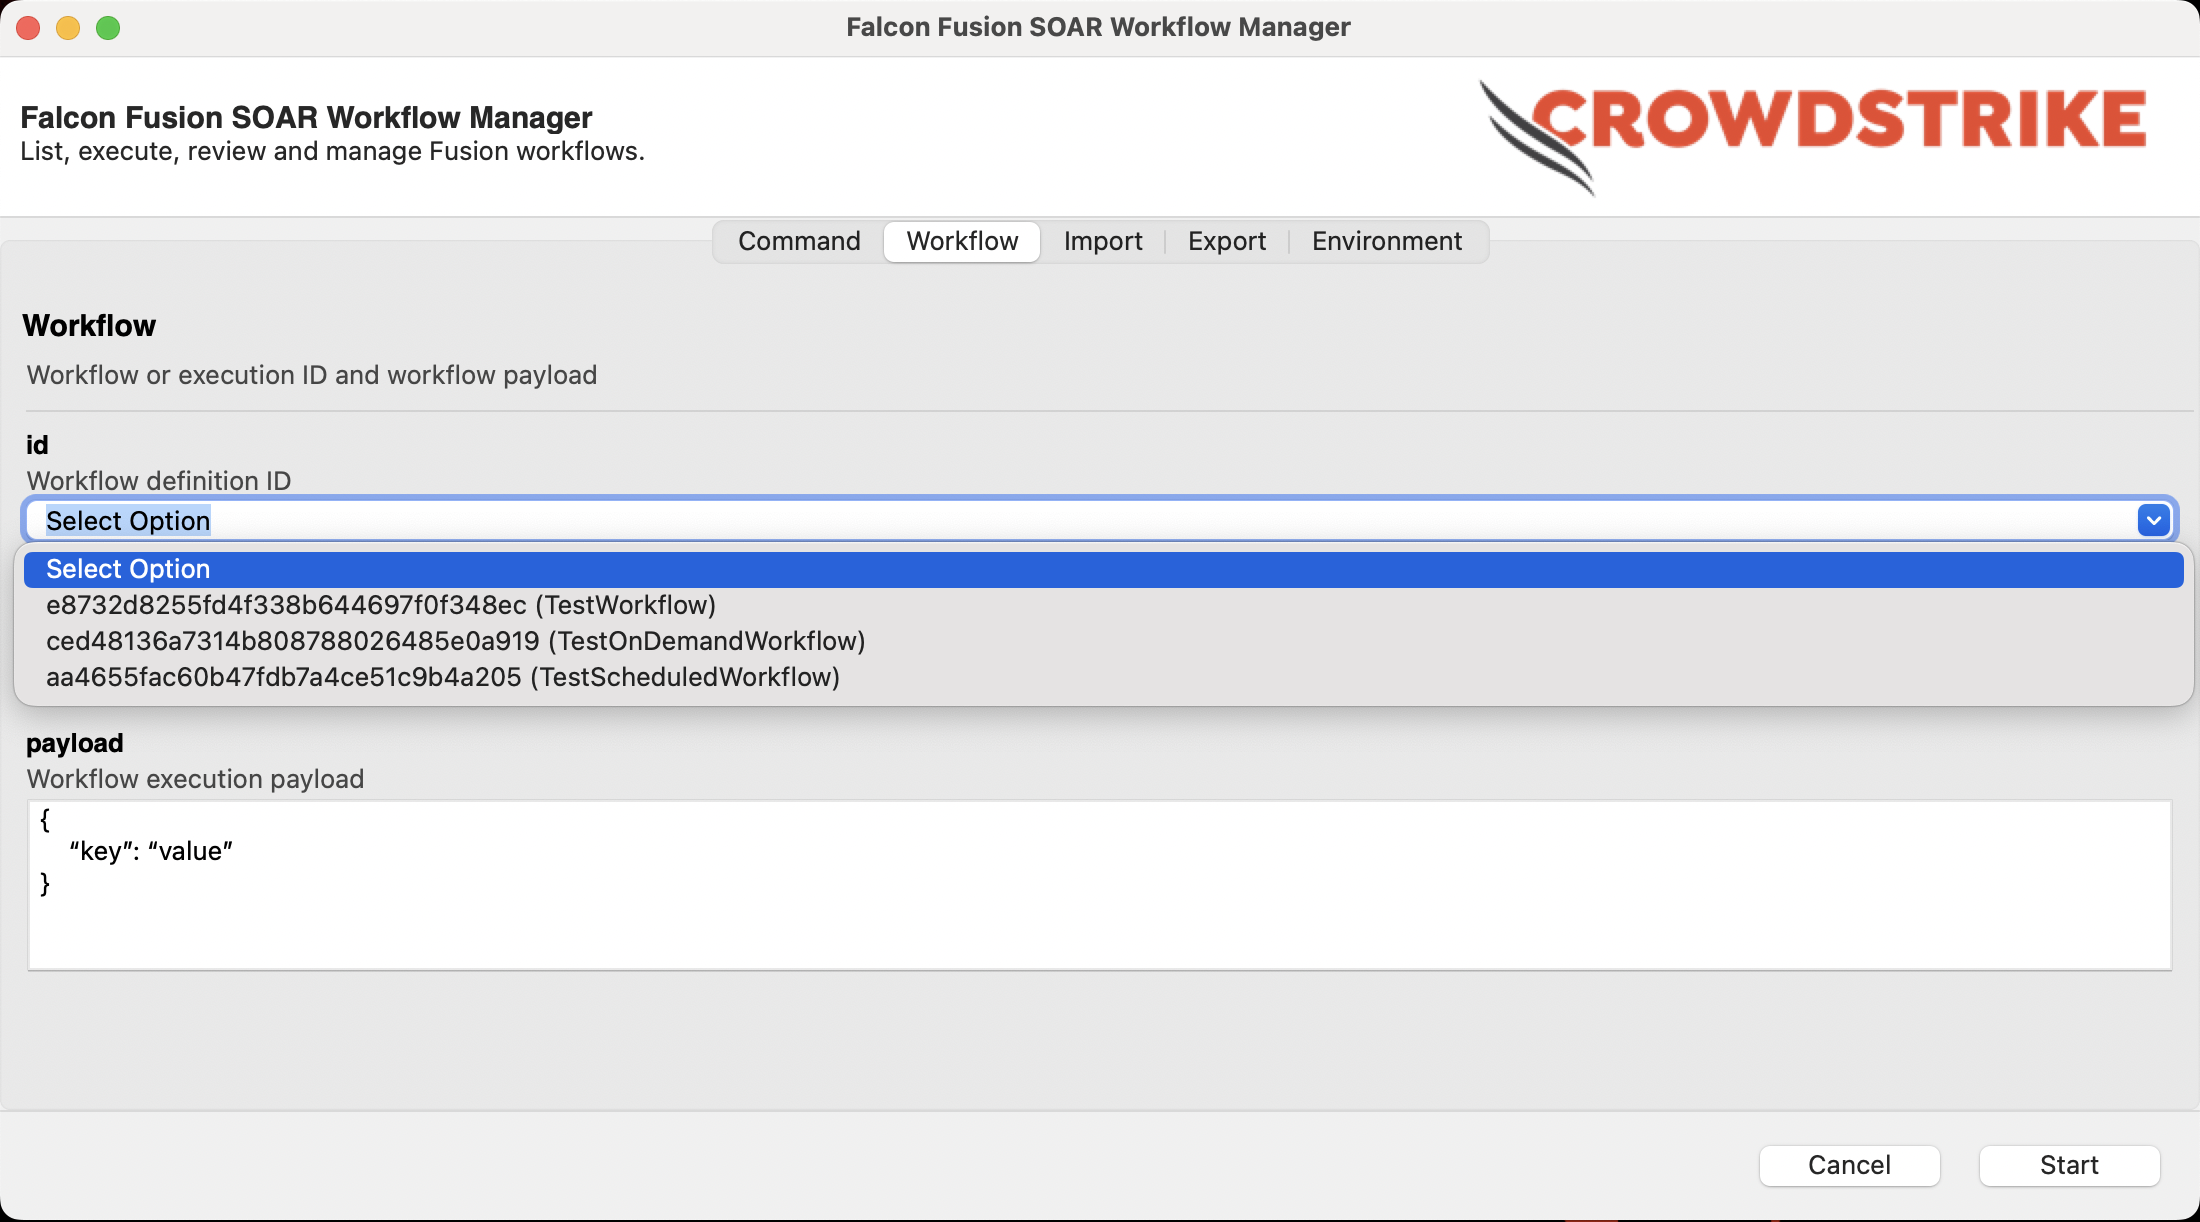 Falcon Fusion SOAR Workflow Manager
Falcon Fusion SOAR Workflow Manager
List, execute, review and manage Fusion workflows.
CROWDSTRIKE
Command Workflow Import Export Environment
Workflow
Workflow or execution ID and workflow payload
id
Workflow definition ID
Select Option
Select Option
e8732d8255fd4f338b644697f0f348ec (TestWorkflow)
ced48136a7314b808788026485e0a919 (TestOnDemandWorkflow)
aa4655fac60b47fdb7a4ce51c9b4a205 (TestScheduledWorkflow)
payload
Workflow execution payload
{
“key”: “value”
}
Cancel Start